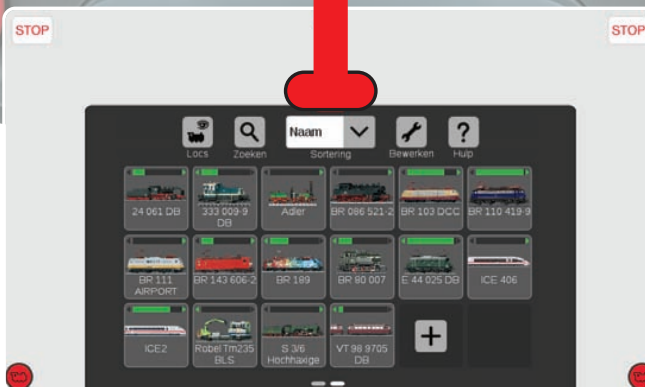 STOP
STOP
Naam
Locs
Zoeken
Sortering
Bewerken
Hulp
24 061 DB
333 009-9
DB
Adler
BR 086 521-2
BR 103 DCC
BR 110 419-9
BR 111
AIRPORT
BR 143 606-2
BR 189
BR 80 007
E 44 025 DB
ICE 406
ICE2
Robel Tm235
BLS
S 3/6
Hochhaxige
VT 98 9705
DB